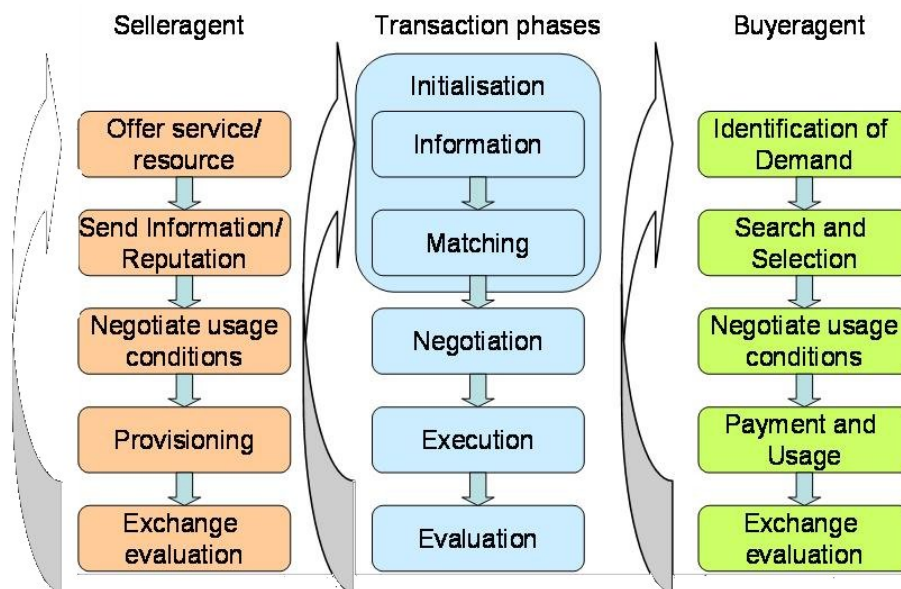 Selleragent
Transaction phases
Buyeragent
Offer service/
resource
Send Information/
Reputation
Negotiate usage
conditions
Provisioning
Exchange
evaluation
Initialisation
Information
Matching
Negotiation
Execution
Evaluation
Identification of
Demand
Search and
Selection
Negotiate usage
conditions
Payment and
Usage
Exchange
evaluation